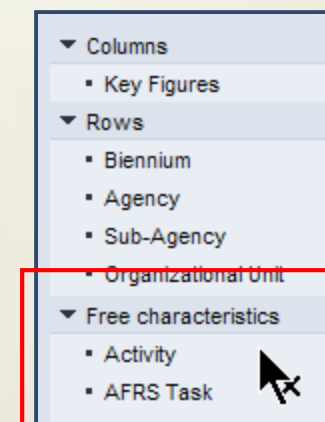 Columns
Key Figures
Rows
Biennium
Agency
Sub-Agency
Organizational Unit
Free characteristics
Activity
AFRS Task